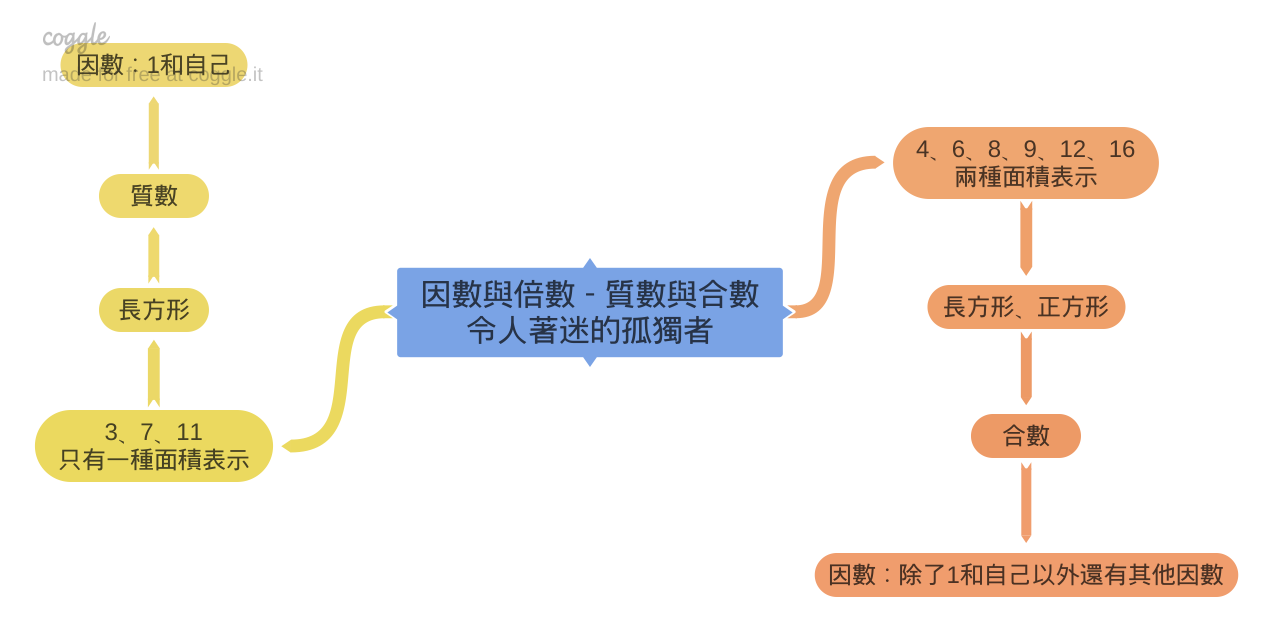 coggle
made for free at coggle.it
因數：1和自己
質數
長方形
3、7、11
只有一種面積表示
因數與倍數 - 質數與合數
令人著迷的孤獨者
4、6、8、9、12、16
兩種面積表示
長方形、正方形
合數
因數：除了1和自己以外還有其他因數